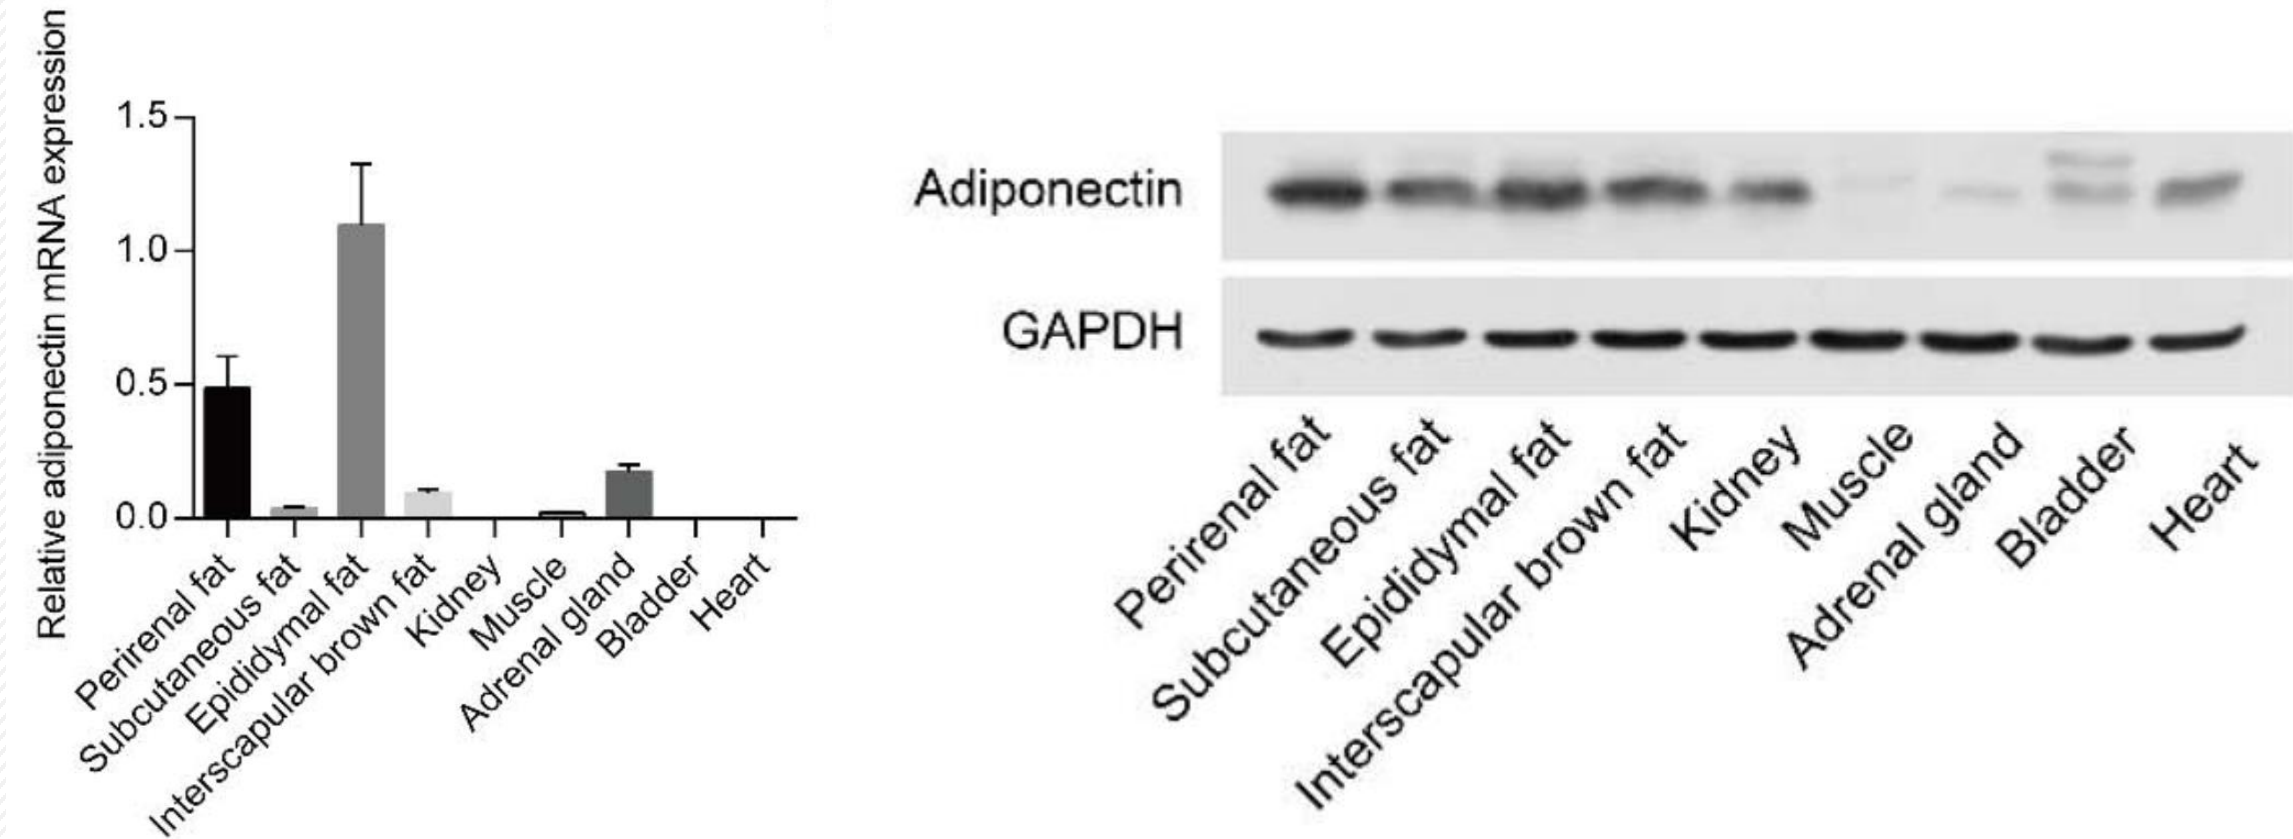 Relative adiponectin mRNA expression
1.5
1.0
0.5
0.0
Perirenal fat
Subcutaneous fat
Epididymal fat
Interscapular brown fat
Kidney
Muscle
Adrenal gland
Bladder
Heart
Adiponectin
GAPDH
Perirenal fat
Subcutaneous fat
Epididymal fat
Interscapular brown fat
Kidney
Muscle
Adrenal gland
Bladder
Heart